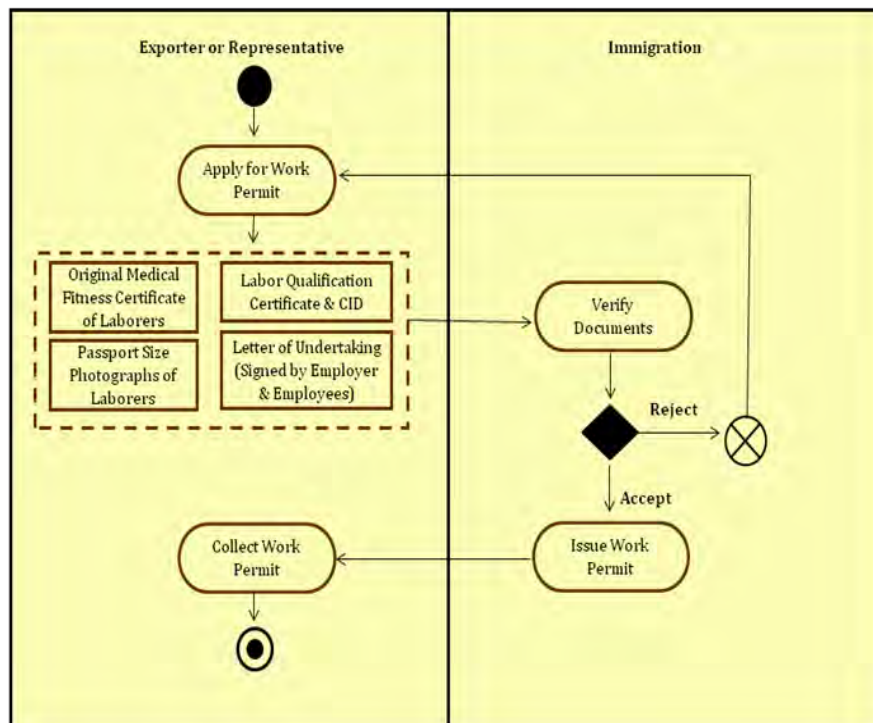 Exporter or Representative
Immigration
Apply for Work
Permit
Original Medical
Fitness Certificate
of Laborers
Labor Qualification
Certificate & CID
Passport Size
Photographs of
Laborers
Letter of Undertaking
(Signed by Employer
& Employees)
Verify
Documents
Reject
Accept
Collect Work
Permit
Issue Work
Permit